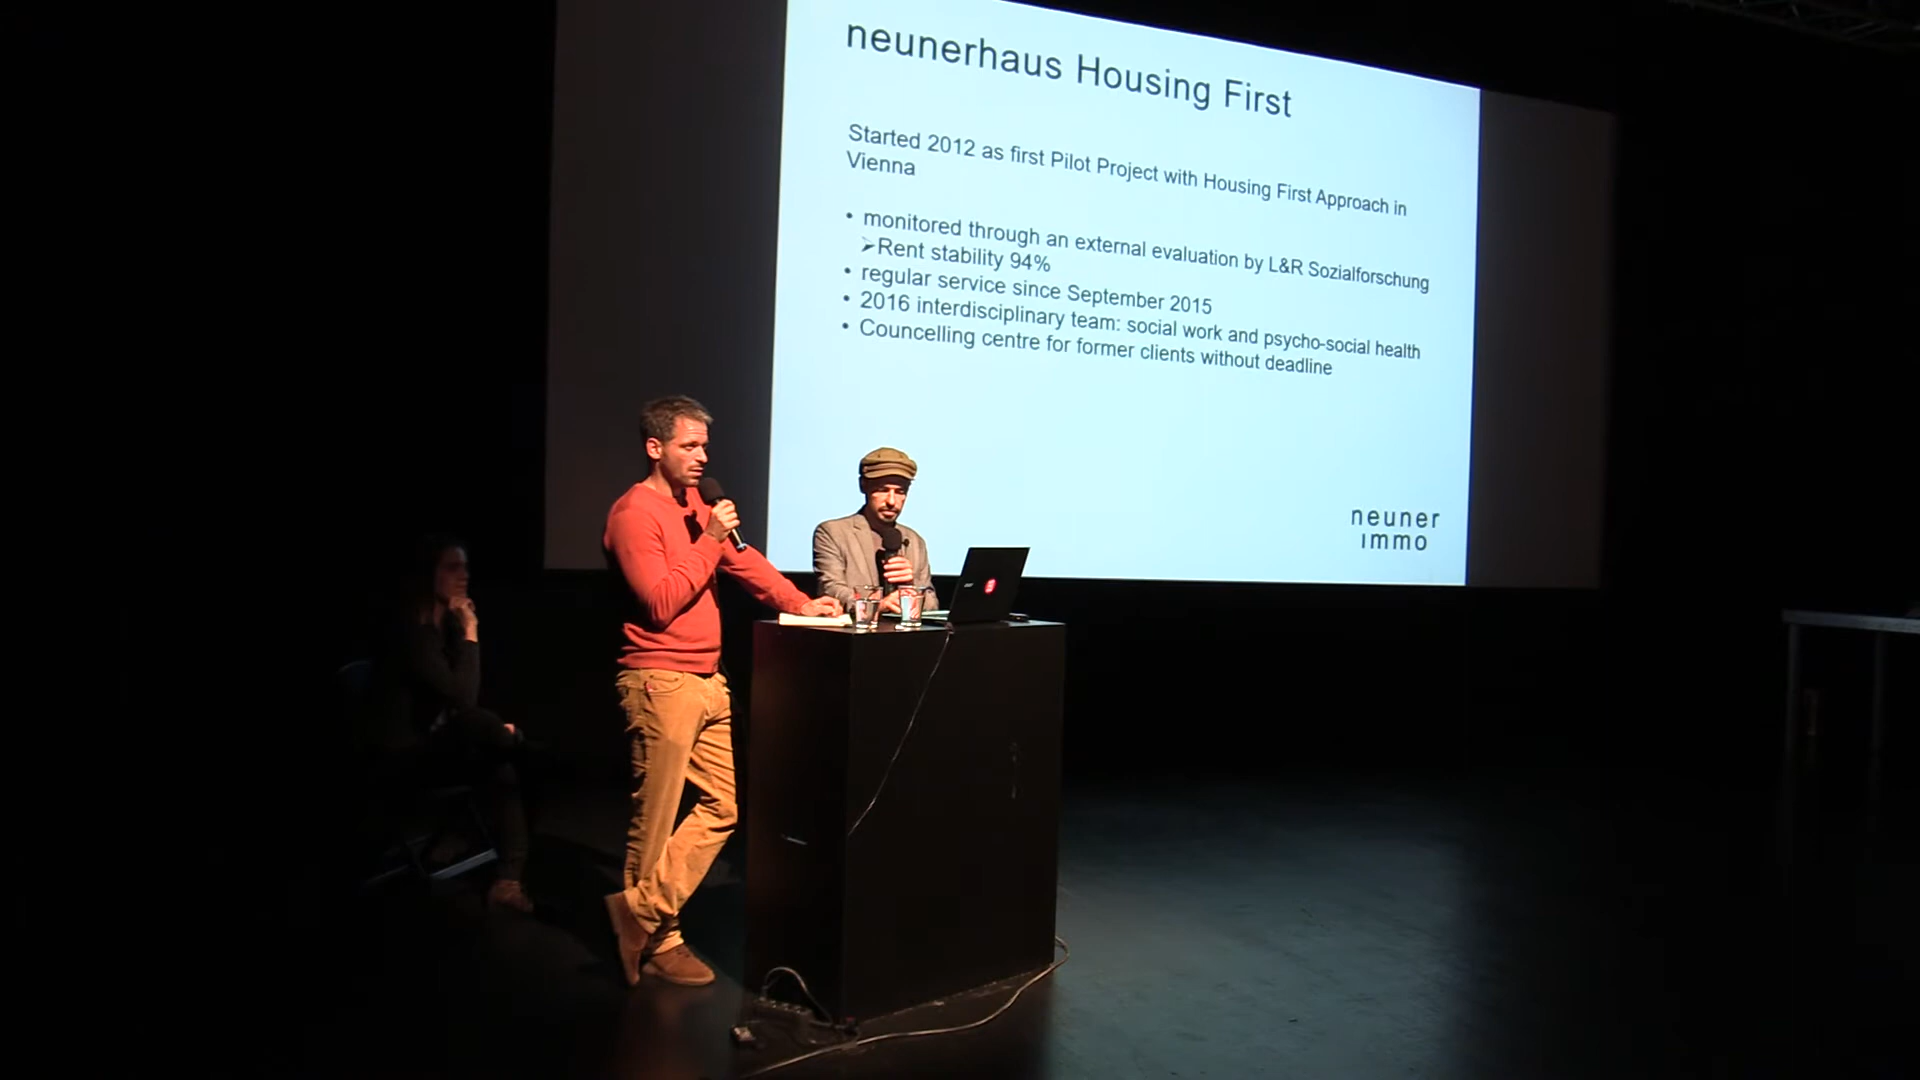 neunerhaus Housing First
Started 2012 as first Pilot Project with Housing First Approach in
Vienna
• monitored through an external evaluation by L&R Sozialforschung
➢Rent stability 94%
• regular service since September 2015
• 2016 interdisciplinary team: social work and psycho-social health
• Councelling centre for former clients without deadline
neuner
immo